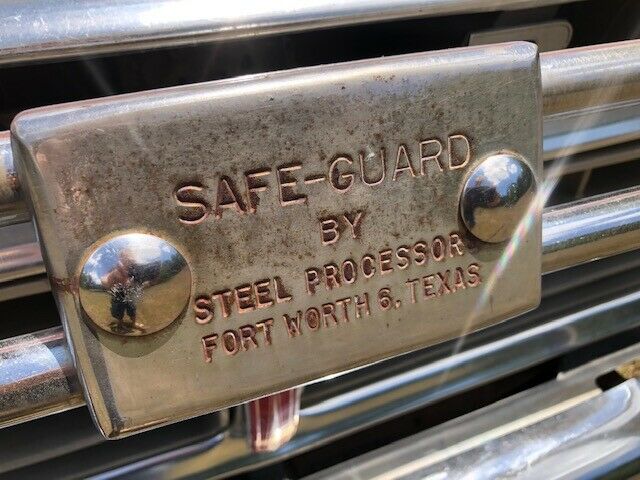 SAFE-GUARD
BY
STEEL PROCESSOR
FORT WORTH 6, TEXAS